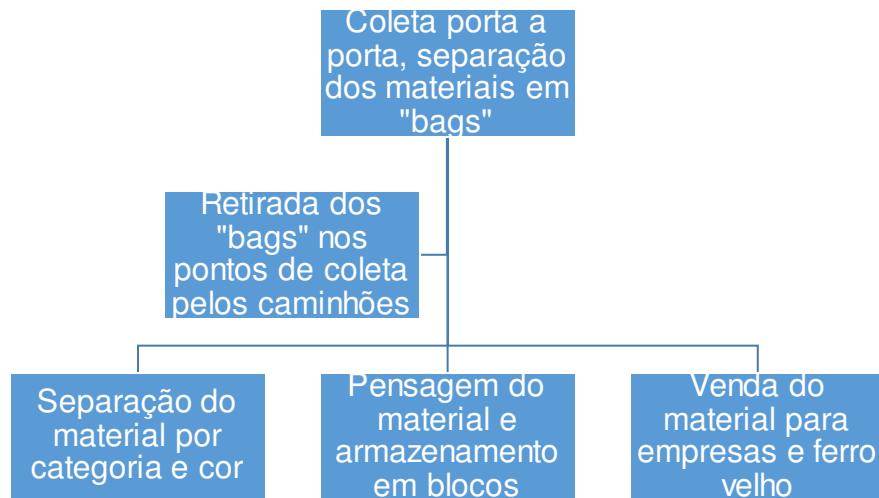 Coleta porta a
porta, separação
dos materiais em
"bags"
Retirada dos
"bags" nos
pontos de coleta
pelos caminhões
Separação do
material por
categoria e cor
Pensagem do
material e
armazenamento
em blocos
Venda do
material para
empresas e ferro
velho